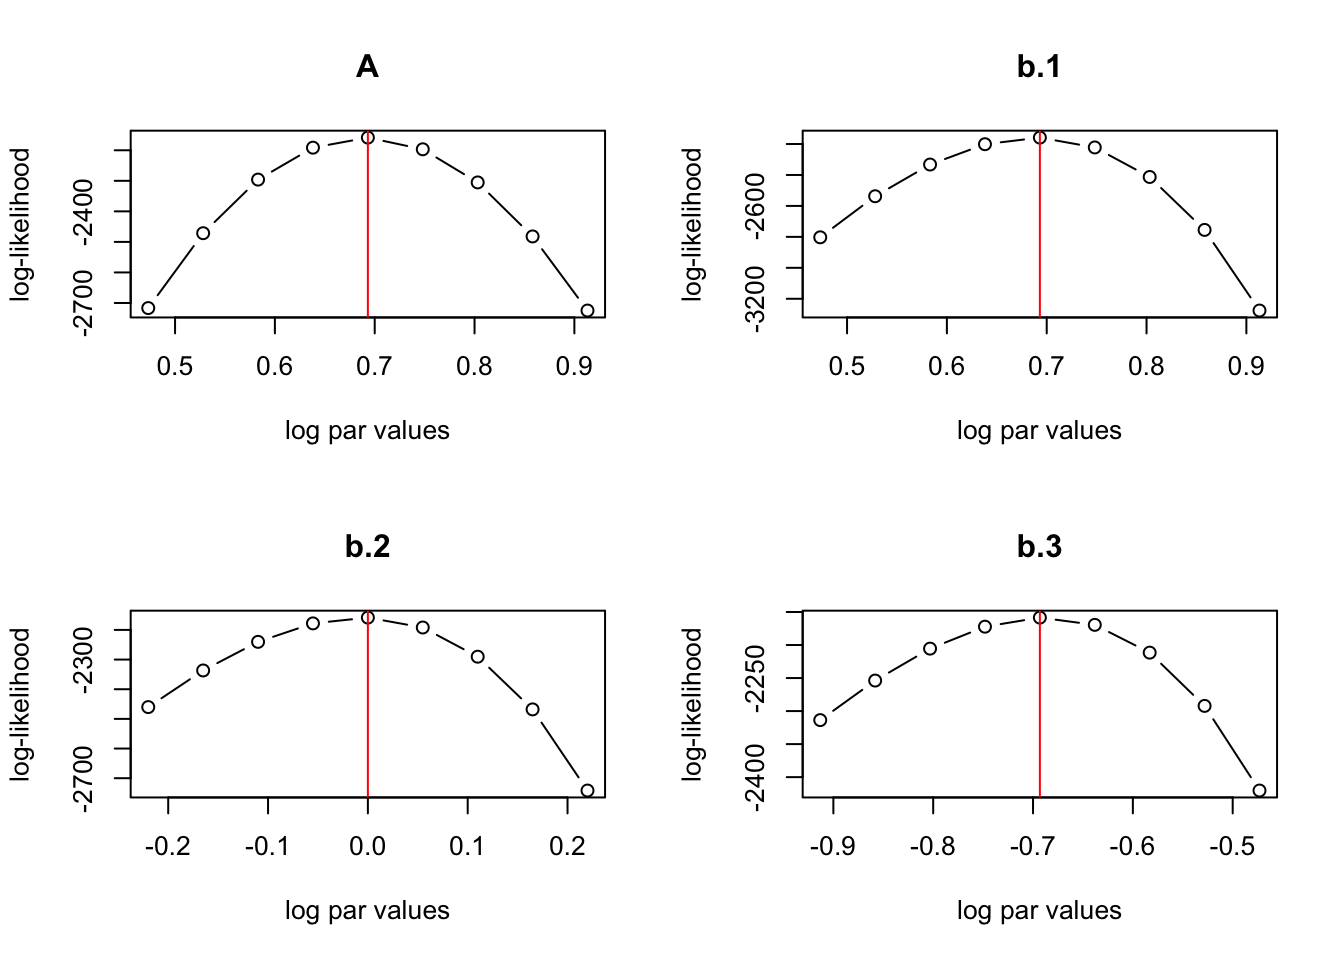 A
log-likelihood
-2400
-2700
0.5 0.6 0.7 0.8 0.9
log par values
b.1
log-likelihood
-2600
-3200
0.5 0.6 0.7 0.8 0.9
log par values
b.2
log-likelihood
-2300
-2700
-0.2 -0.1 0.0 0.1 0.2
log par values
b.3
log-likelihood
-2250
-2400
-0.9 -0.8 -0.7 -0.6 -0.5
log par values